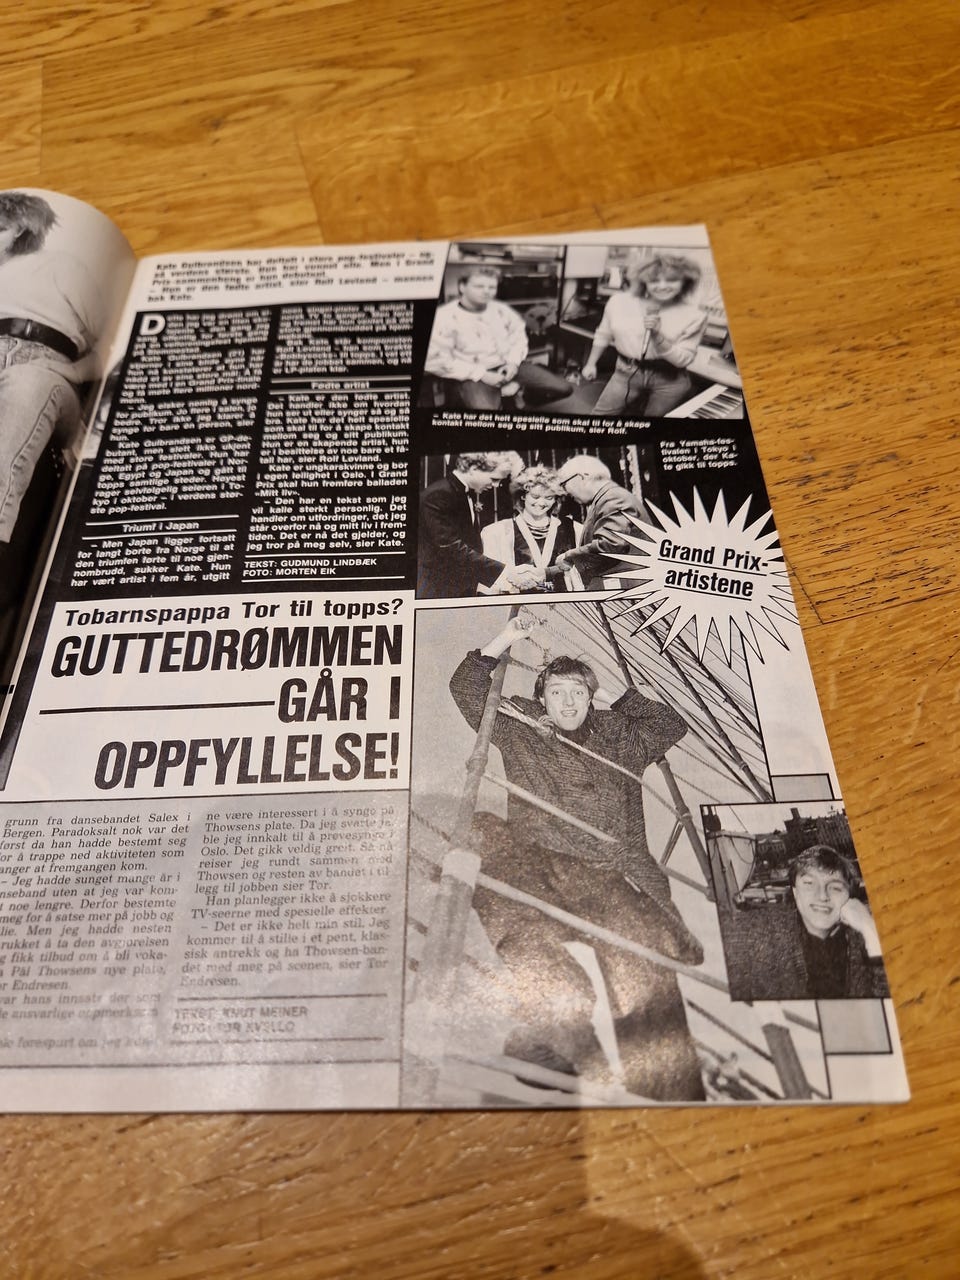 Kate Gulbrandsen har deltatt i store pop-festivaler – og-
så verdens største. Hun har vunnet alle. Men i Grand
Prix-sammenheng er hun debutant.
– Hun er den fødte artist, sier Rolf Løvland – mannen
bak Kate.
– Jeg elsker nemlig å synge
for publikum. Jo flere i salen, jo
bedre. Tror ikke jeg klarer å
synge for bare en person, sier
hun.
Kate Gulbrandsen er GP-de-
butant, men slett ikke ukjent
med store festivaler. Hun har
deltatt på pop-festivaler i Nor-
ge, Egypt og Japan og gått til
topps samtlige steder. Høyest
rager selvfølgelig seieren i To-
kyo i oktober – i verdens stør-
ste pop-festival.
Triumf i Japan
– Men Japan ligger fortsatt
for langt borte fra Norge til at
den triumfen førte til noe gjen-
nombrudd, sukker Kate. Hun
har vært artist i fem år, utgitt
Fødte artist
– Kate er den fødte artist.
Det handler ikke om hvordan
hun ser ut eller synger så og så
bra. Kate har det helt spesielle
som skal til for å skape kontakt
mellom seg og sitt publikum.
Hun er en skapende artist, hun
er i besittelse av noe bare et få-
tall har, sier Rolf Løvland.
Kate er ungkarskvinne og bor
i egen leilighet i Oslo. I Grand
Prix skal hun fremføre balladen
«Mitt liv».
– Den har en tekst som jeg
vil kalle sterkt personlig. Det
handler om utfordringer, det jeg
står overfor nå og mitt liv i frem-
tiden. Det er nå det gjelder, og
jeg tror på meg selv, sier Kate.
TEKST: GUDMUND LINDBÆK
FOTO: MORTEN EIK
– Kate har det helt spesielle som skal til for å skape
kontakt mellom seg og sitt publikum, sier Rolf.
Fra Yamaha-fes-
tivalen i Tokyo i
oktober, der Ka-
te gikk til topps.
Grand Prix-
artistene
Tobarnspappa Tor til topps?
GUTTEDRØMMEN
GÅR I
OPPFYLLELSE!
grunn fra dansebandet Salex i
Bergen. Paradoksalt nok var det
først da han hadde bestemt seg
for å trappe ned aktiviteten som
sanger at fremgangen kom.
– Jeg hadde sunget mange år i
danseband uten at jeg var kom-
noe lengre. Derfor bestemte
meg for å satse mer på jobb og
Men jeg hadde nesten
rukket å ta den avgjørelsen
fikk tilbud om å bli voka-
Pål Thowsens nye plate,
Endresen.
var hans innsats der som
de ansvarlige oppmerksom
forespurt om jeg kun-
ne være interessert i å synge på
Thowsens plate. Da jeg svarte ja,
ble jeg innkalt til å prøvesynge i
Oslo. Det gikk veldig greit. Så nå
reiser jeg rundt sammen med
Thowsen og resten av bandet i til-
legg til jobben sier Tor.
Han planlegger ikke å sjokkere
TV-seerne med spesielle effekter.
– Det er ikke helt min stil. Jeg
kommer til å stille i et pent, klas-
sisk antrekk og ha Thowsen-ban-
det med meg på scenen, sier Tor
Endresen.
TEKST: KNUT MEINER
FOTO: TOR KVELLO